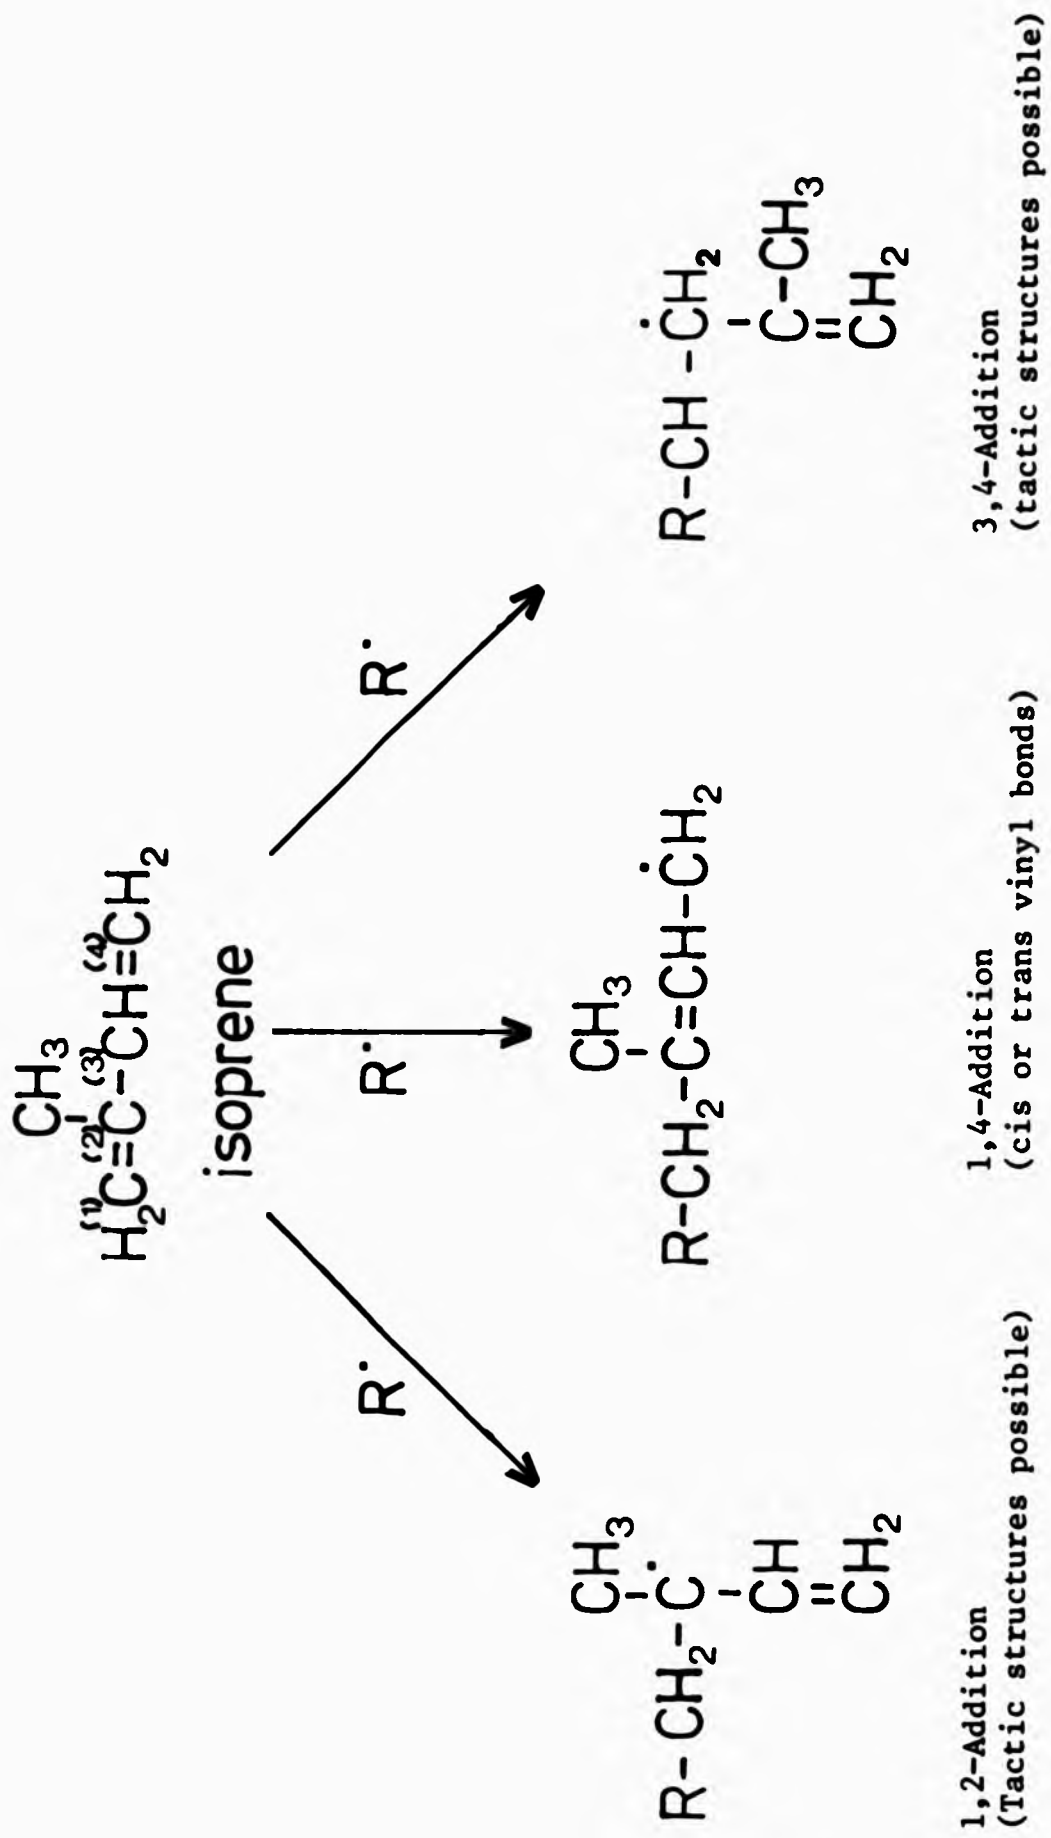 CH3
(1) (2) (3) (4)
H2C=C-CH=CH2
isoprene
R· R· R·
CH3 CH3
R-CH2-C· R-CH2-C=CH-ĊH2 R-CH-ĊH2
CH C-CH3
CH2 CH2
1,2-Addition 1,4-Addition 3,4-Addition
(Tactic structures possible) (cis or trans vinyl bonds) (tactic structures possible)